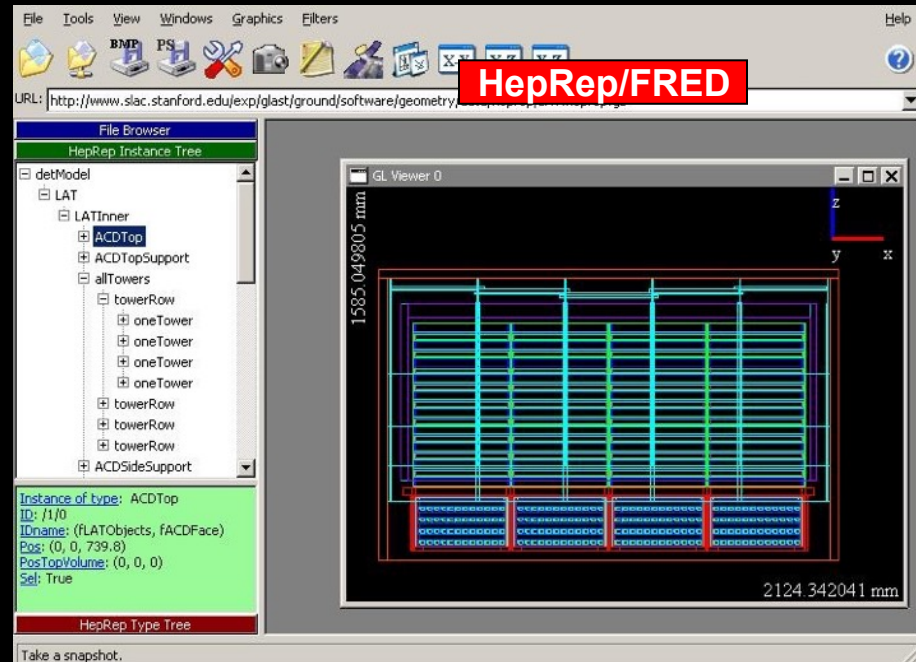 File Tools View Windows Graphics Filters Help
BMP PS X-Y X-Z Y-Z
HepRep/FRED
URL: http://www.slac.stanford.edu/exp/glast/ground/software/geometry/
File Browser
HepRep Instance Tree
detModel
LAT
LATInner
ACDTop
ACDTopSupport
allTowers
towerRow
oneTower
oneTower
oneTower
oneTower
towerRow
towerRow
towerRow
ACDSideSupport
Instance of type: ACDTop
ID: /1/0
IDname: (fLATObjects, fACDFace)
Pos: (0, 0, 739.8)
PosTopVolume: (0, 0, 0)
Sel: True
HepRep Type Tree
Take a snapshot.
GL Viewer 0
1585.049805 mm
z
y x
2124.342041 mm